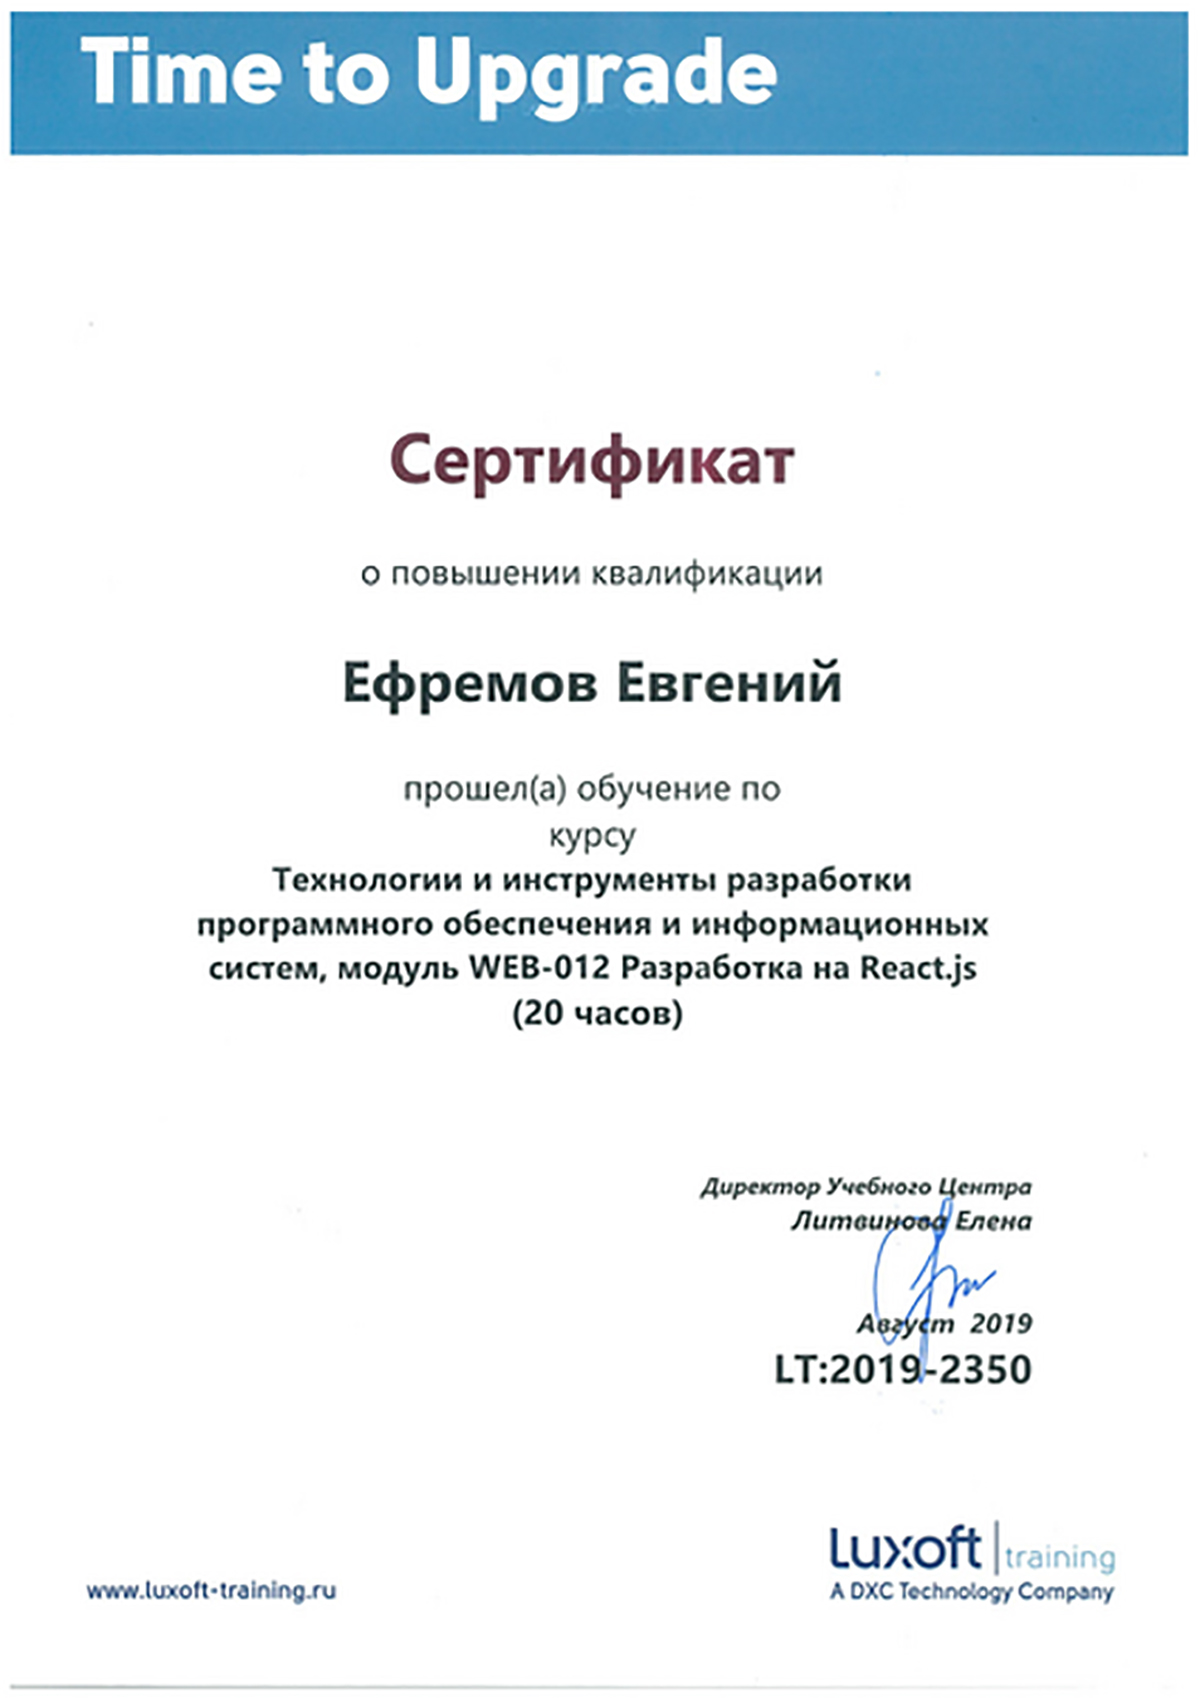 Time to Upgrade
Сертификат
о повышении квалификации
Ефремов Евгений
прошел(а) обучение по
курсу
Технологии и инструменты разработки
программного обеспечения и информационных
систем, модуль WEB-012 Разработка на React.js
(20 часов)
Директор Учебного Центра
Литвинова Елена
Август 2019
LT:2019-2350
Luxoft training
www.luxoft-training.ru
A DXC Technology Company